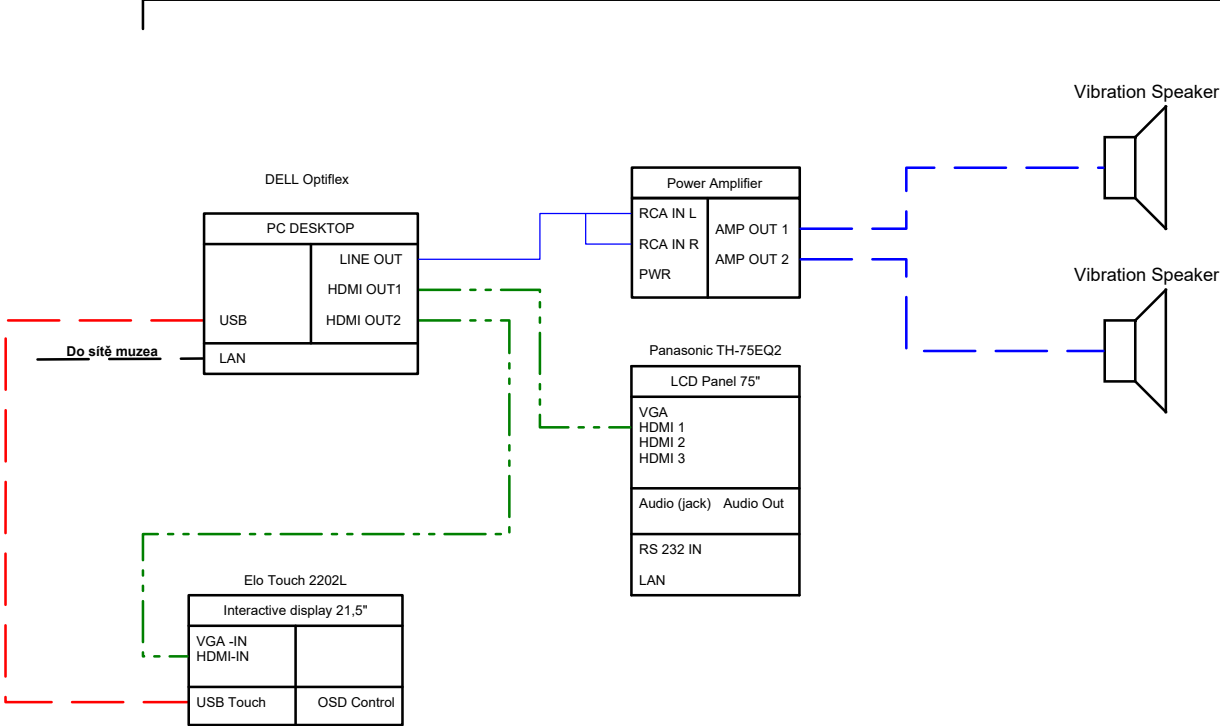 Vibration Speaker
DELL Optiflex
PC DESKTOP
LINE OUT
HDMI OUT1
USB
HDMI OUT2
LAN
Do sítě muzea
Power Amplifier
RCA IN L
RCA IN R
PWR
AMP OUT 1
AMP OUT 2
Vibration Speaker
Panasonic TH-75EQ2
LCD Panel 75"
VGA
HDMI 1
HDMI 2
HDMI 3
Audio (jack) Audio Out
RS 232 IN
LAN
Elo Touch 2202L
Interactive display 21,5"
VGA -IN
HDMI-IN
USB Touch
OSD Control